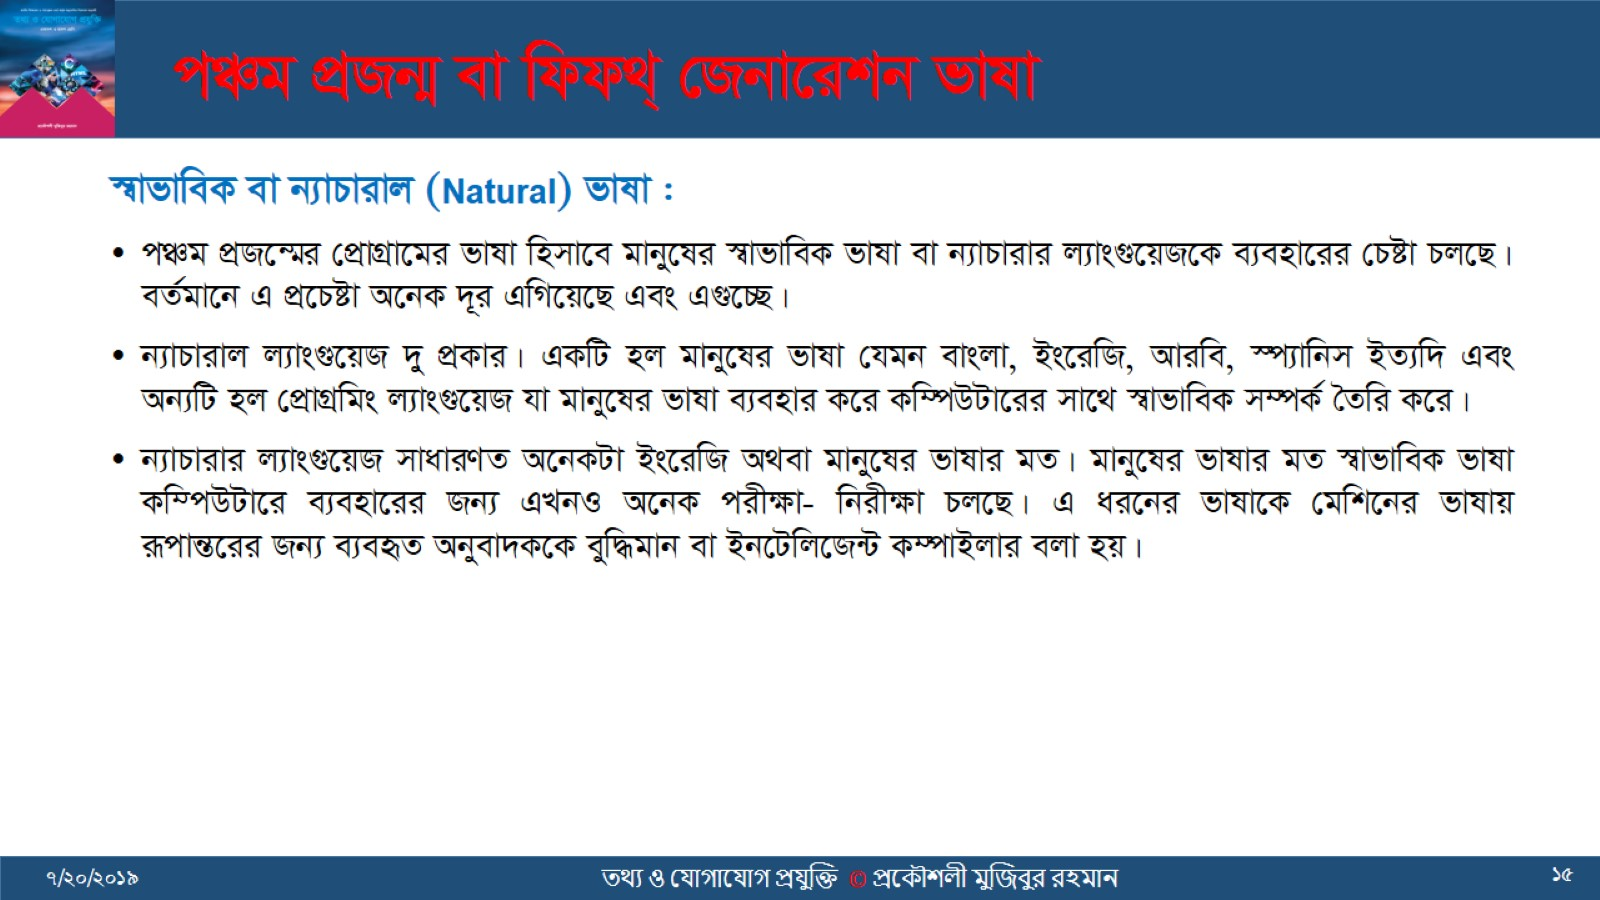 তথ্য ও যোগাযোগ প্রযুক্তি
পঞ্চম প্রজন্ম বা ফিফথ্ জেনারেশন ভাষা
স্বাভাবিক বা ন্যাচারাল (Natural) ভাষা :
• পঞ্চম প্রজন্মের প্রোগ্রামের ভাষা হিসাবে মানুষের স্বাভাবিক ভাষা বা ন্যাচারার ল্যাংগুয়েজকে ব্যবহারের চেষ্টা চলছে।
বর্তমানে এ প্রচেষ্টা অনেক দূর এগিয়েছে এবং এগুচ্ছে।
• ন্যাচারাল ল্যাংগুয়েজ দু প্রকার। একটি হল মানুষের ভাষা যেমন বাংলা, ইংরেজি, আরবি, স্প্যানিস ইত্যদি এবং
অন্যটি হল প্রোগ্রমিং ল্যাংগুয়েজ যা মানুষের ভাষা ব্যবহার করে কম্পিউটারের সাথে স্বাভাবিক সম্পর্ক তৈরি করে।
• ন্যাচারার ল্যাংগুয়েজ সাধারণত অনেকটা ইংরেজি অথবা মানুষের ভাষার মত। মানুষের ভাষার মত স্বাভাবিক ভাষা
কম্পিউটারে ব্যবহারের জন্য এখনও অনেক পরীক্ষা- নিরীক্ষা চলছে। এ ধরনের ভাষাকে মেশিনের ভাষায়
রূপান্তরের জন্য ব্যবহৃত অনুবাদককে বুদ্ধিমান বা ইনটেলিজেন্ট কম্পাইলার বলা হয়।
৭/২০/২০১৯
তথ্য ও যোগাযোগ প্রযুক্তি © প্রকৌশলী মুজিবুর রহমান
১৫